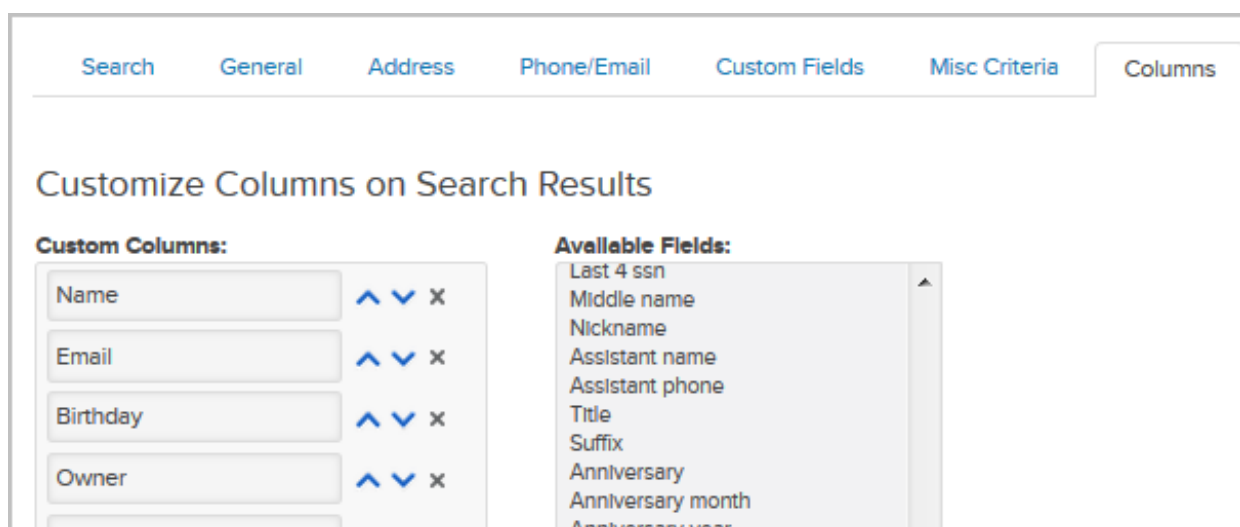 Search General Address Phone/Email Custom Fields Misc Criteria Columns
Customize Columns on Search Results
Custom Columns:
Name
Email
Birthday
Owner
Available Fields:
Last 4 ssn
Middle name
Nickname
Assistant name
Assistant phone
Title
Suffix
Anniversary
Anniversary month
Anniversary year